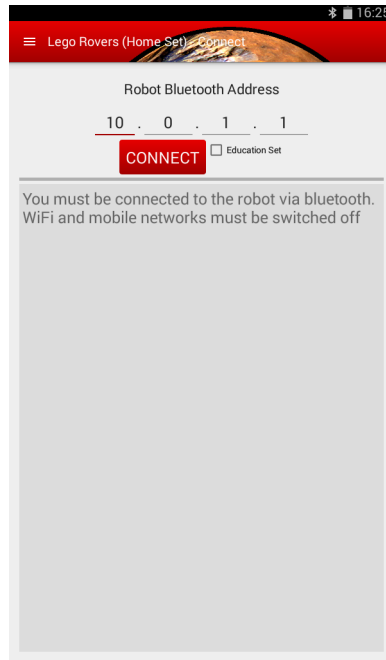 16:25
Lego Rovers (Home Set) - Connect
Robot Bluetooth Address
10 . 0 . 1 . 1
CONNECT Education Set
You must be connected to the robot via bluetooth.
WiFi and mobile networks must be switched off